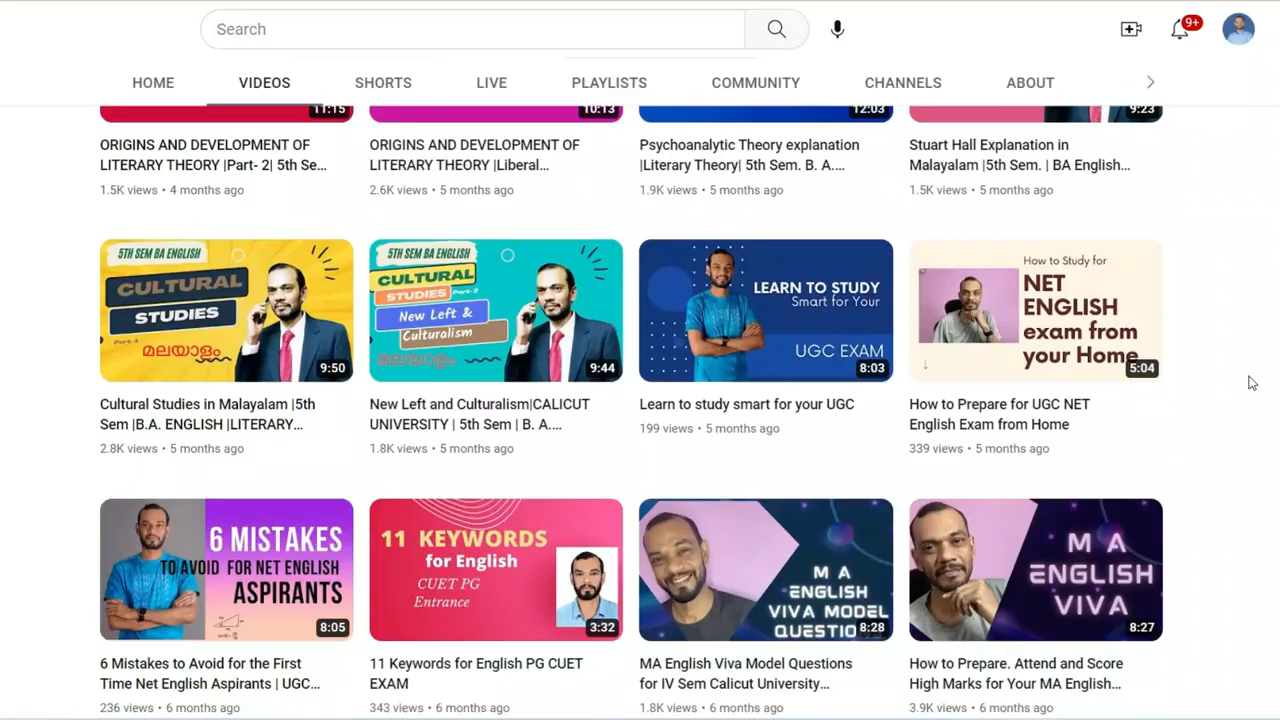 Search
9+
HOME VIDEOS SHORTS LIVE PLAYLISTS COMMUNITY CHANNELS ABOUT
11:15
10:13
12:03
9:23
ORIGINS AND DEVELOPMENT OF
LITERARY THEORY |Part- 2| 5th Se...
1.5K views • 4 months ago
ORIGINS AND DEVELOPMENT OF
LITERARY THEORY |Liberal...
2.6K views • 5 months ago
Psychoanalytic Theory explanation
|Literary Theory| 5th Sem. B. A....
1.9K views • 5 months ago
Stuart Hall Explanation in
Malayalam |5th Sem. | BA English...
1.5K views • 5 months ago
5TH SEM BA ENGLISH
CULTURAL
STUDIES
Part-1
മലയാളം
9:50
5TH SEM BA ENGLISH
CULTURAL
STUDIES Part-2
New Left &
Culturalism
മലയാളം
9:44
LEARN TO STUDY
Smart for Your
UGC EXAM
8:03
How to Study for
NET
ENGLISH
exam from
your Home
5:04
Cultural Studies in Malayalam |5th
Sem |B.A. ENGLISH |LITERARY...
2.8K views • 5 months ago
New Left and Culturalism|CALICUT
UNIVERSITY | 5th Sem | B. A....
1.8K views • 5 months ago
Learn to study smart for your UGC
199 views • 5 months ago
How to Prepare for UGC NET
English Exam from Home
339 views • 5 months ago
6 MISTAKES
TO AVOID FOR NET ENGLISH
ASPIRANTS
8:05
11 KEYWORDS
for English
CUET PG
Entrance
3:32
M A
ENGLISH
VIVA MODEL
QUESTIO
8:28
M A
ENGLISH
VIVA
8:27
6 Mistakes to Avoid for the First
Time Net English Aspirants | UGC...
236 views • 6 months ago
11 Keywords for English PG CUET
EXAM
343 views • 6 months ago
MA English Viva Model Questions
for IV Sem Calicut University...
1.8K views • 6 months ago
How to Prepare. Attend and Score
High Marks for Your MA English...
3.9K views • 6 months ago